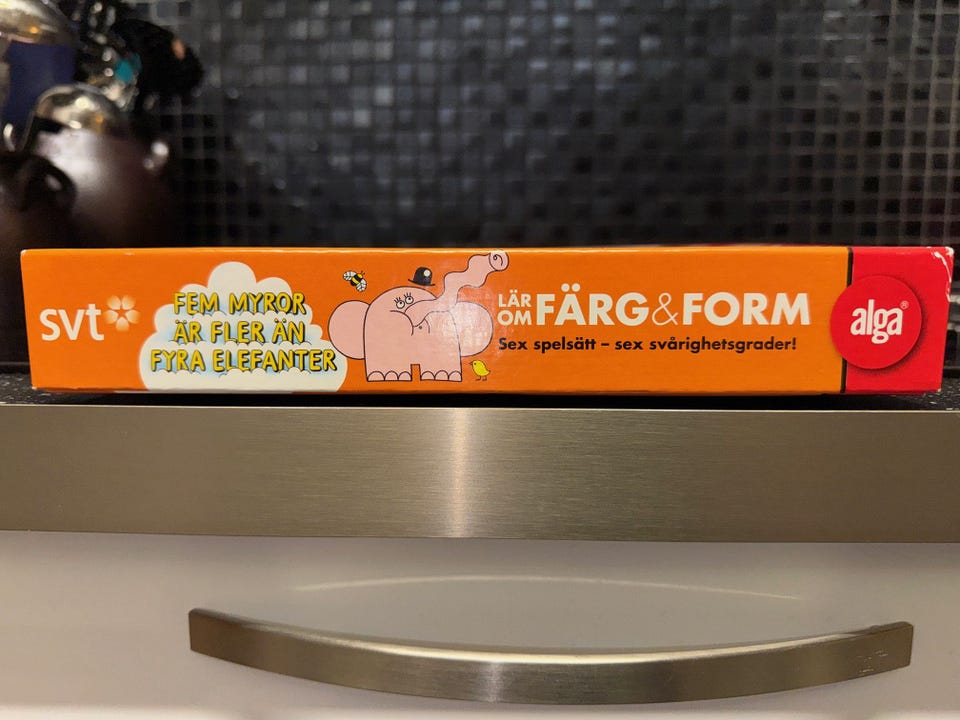 svt
FEM MYROR
ÄR FLER ÄN
FYRA ELEFANTER
LÄR OM FÄRG & FORM
Sex spelsätt – sex svårighetsgrader!
alga®